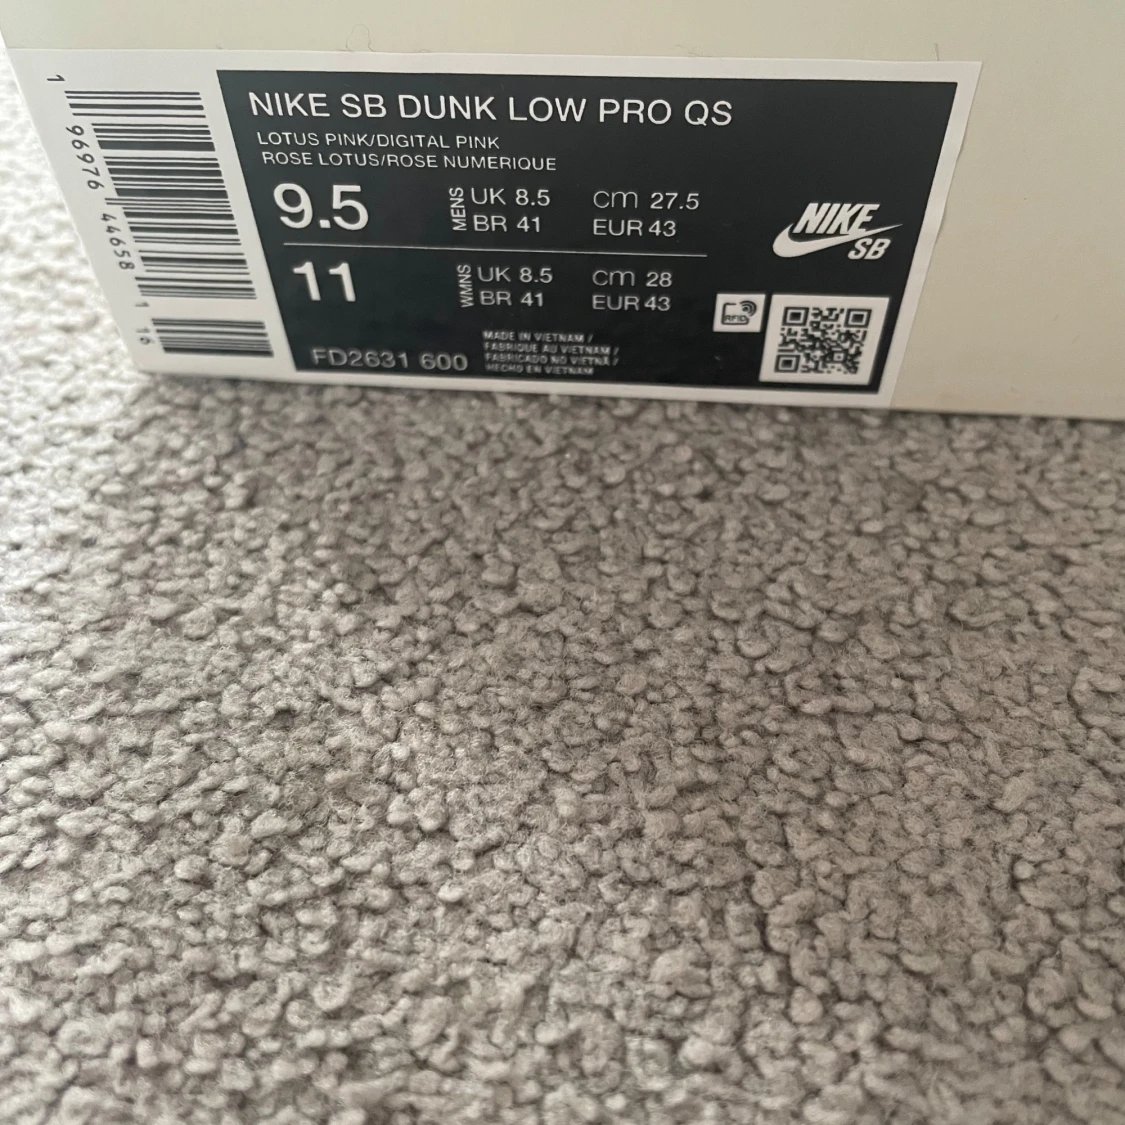 NIKE SB DUNK LOW PRO QS
LOTUS PINK/DIGITAL PINK
ROSE LOTUS/ROSE NUMERIQUE
9.5 MENS UK 8.5 cm 27.5
BR 41 EUR 43
11 WMNS UK 8.5 cm 28
BR 41 EUR 43
FD2631 600
MADE IN VIETNAM /
FABRIQUE AU VIETNAM/
FABRICADO NO VIETNÃ /
HECHO EN VIETNAM
RFID
NIKE
SB
1 96976 44658 1 16